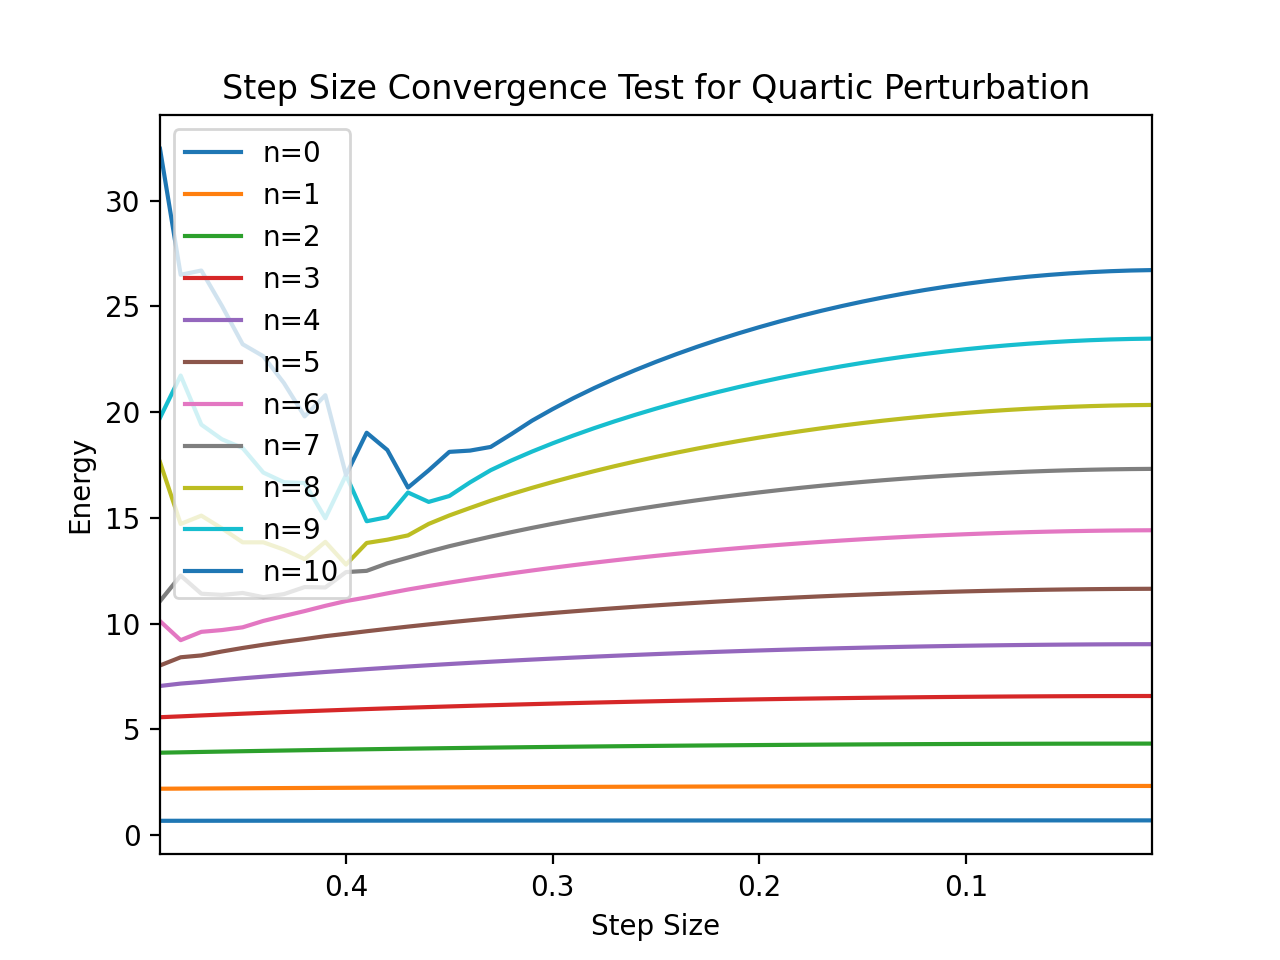 Step Size Convergence Test for Quartic Perturbation
n=0
n=1
n=2
n=3
n=4
n=5
n=6
n=7
n=8
n=9
n=10
30
25
20
15
10
5
0
Energy
0.4
0.3
0.2
0.1
Step Size